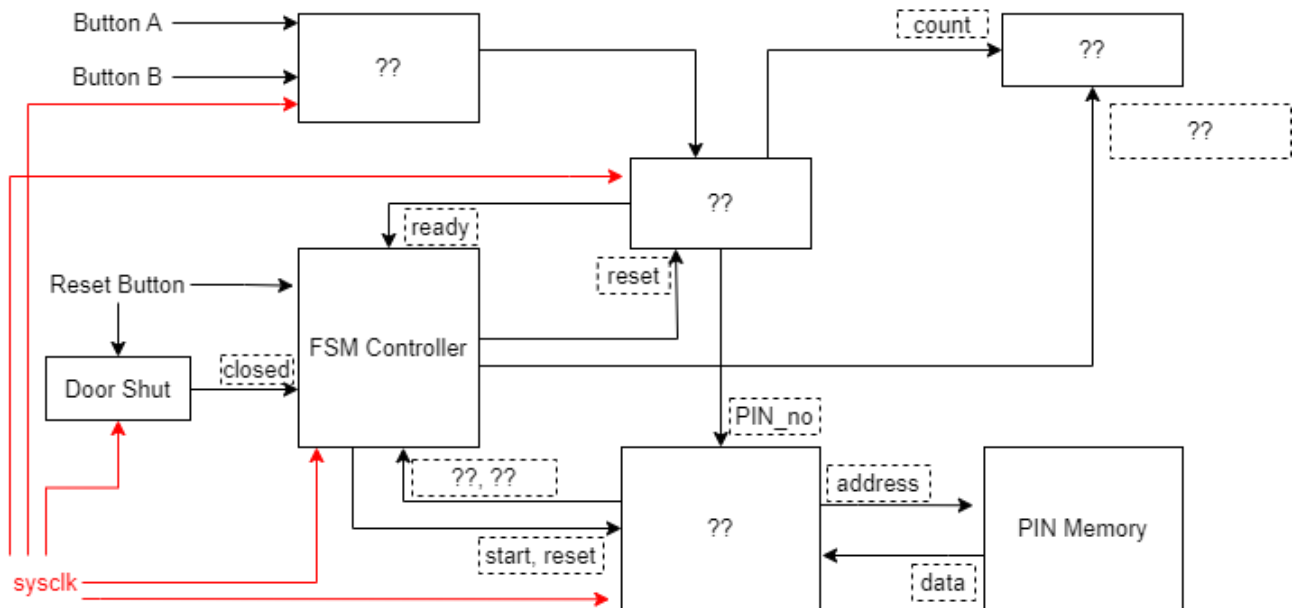 Button A
Button B
??
count
??
??
??
ready
reset
Reset Button
FSM Controller
closed
Door Shut
PIN_no
??, ??
address
??
PIN Memory
start, reset
data
sysclk